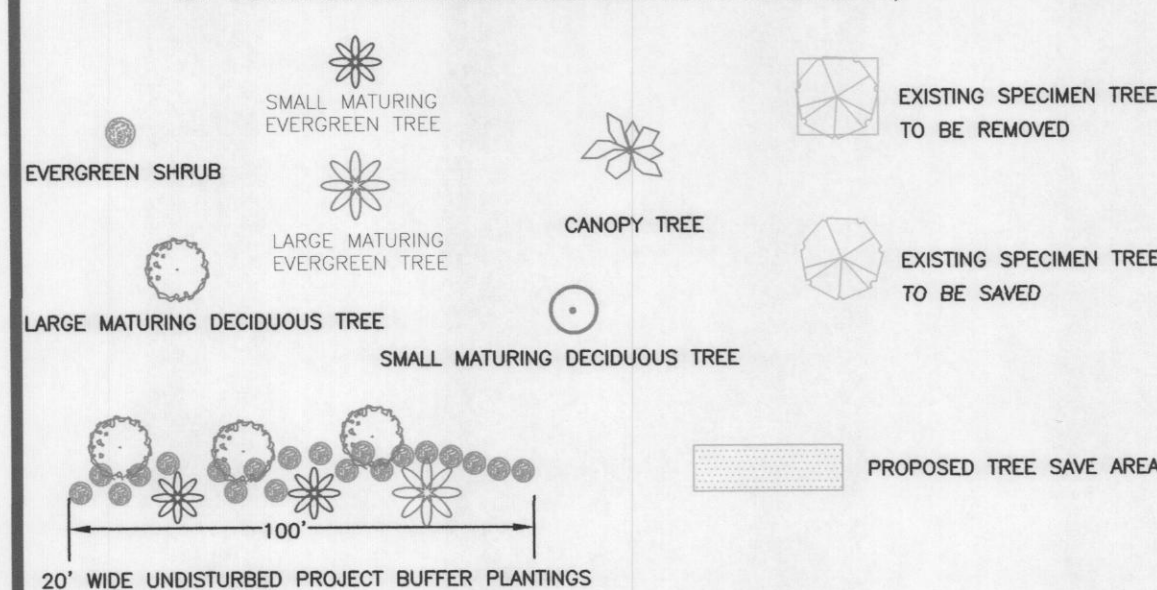 SMALL MATURING
EVERGREEN TREE
EXISTING SPECIMEN TREE
TO BE REMOVED
EVERGREEN SHRUB
CANOPY TREE
LARGE MATURING
EVERGREEN TREE
EXISTING SPECIMEN TREE
TO BE SAVED
LARGE MATURING DECIDUOUS TREE
SMALL MATURING DECIDUOUS TREE
PROPOSED TREE SAVE AREA
100'
20' WIDE UNDISTURBED PROJECT BUFFER PLANTINGS